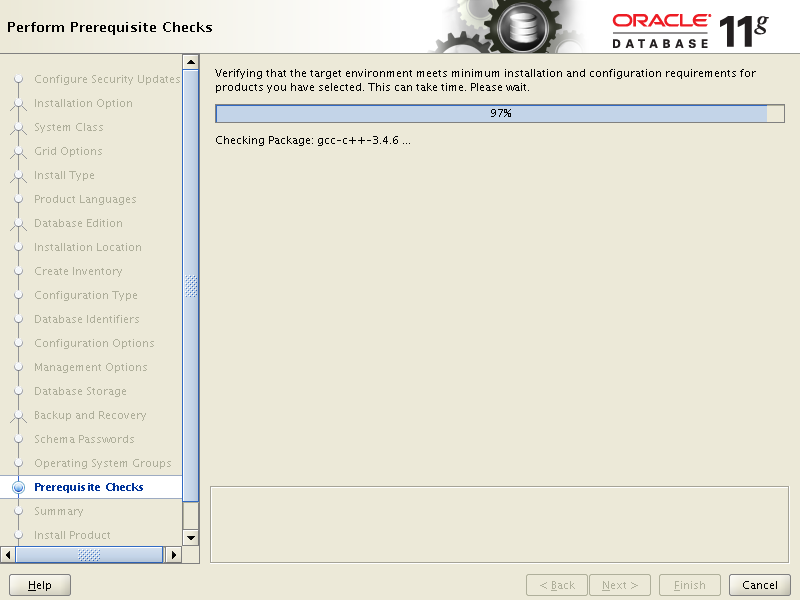 Perform Prerequisite Checks
ORACLE
DATABASE 11g
Configure Security Updates
Installation Option
System Class
Grid Options
Install Type
Product Languages
Database Edition
Installation Location
Create Inventory
Configuration Type
Database Identifiers
Configuration Options
Management Options
Database Storage
Backup and Recovery
Schema Passwords
Operating System Groups
Prerequisite Checks
Summary
Install Product
Verifying that the target environment meets minimum installation and configuration requirements for
products you have selected. This can take time. Please wait.
97%
Checking Package: gcc-c++-3.4.6 ...
Help
< Back
Next >
Finish
Cancel